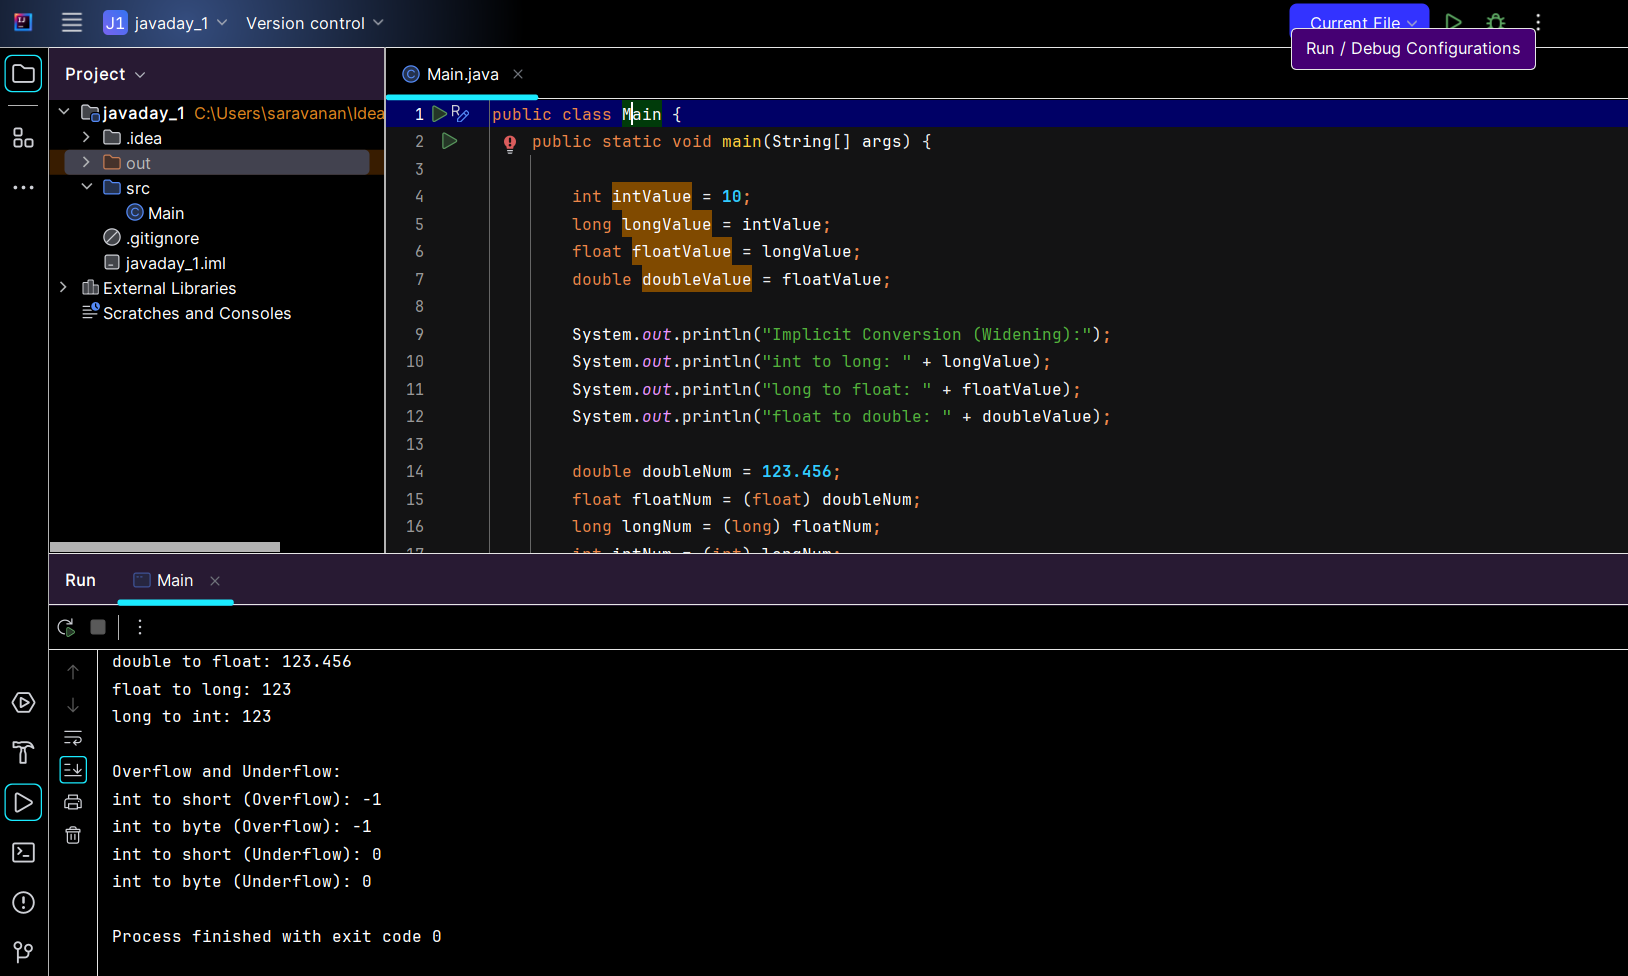 J1 javaday_1 Version control Current File
Run / Debug Configurations
Project
Main.java
javaday_1 C:\Users\saravanan\Idea
.idea
out
src
Main
.gitignore
javaday_1.iml
External Libraries
Scratches and Consoles
1 public class Main {
2 public static void main(String[] args) {
3
4 int intValue = 10;
5 long longValue = intValue;
6 float floatValue = longValue;
7 double doubleValue = floatValue;
8
9 System.out.println("Implicit Conversion (Widening):");
10 System.out.println("int to long: " + longValue);
11 System.out.println("long to float: " + floatValue);
12 System.out.println("float to double: " + doubleValue);
13
14 double doubleNum = 123.456;
15 float floatNum = (float) doubleNum;
16 long longNum = (long) floatNum;
17 int intNum = (int) longNum;
Run Main
double to float: 123.456
float to long: 123
long to int: 123
Overflow and Underflow:
int to short (Overflow): -1
int to byte (Overflow): -1
int to short (Underflow): 0
int to byte (Underflow): 0
Process finished with exit code 0